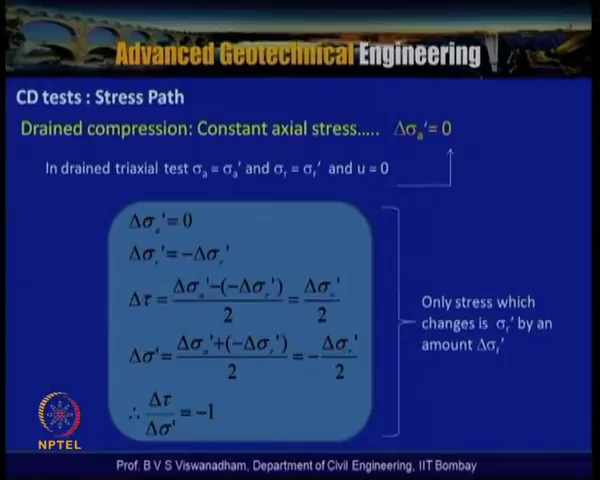 Advanced Geotechnical Engineering
CD tests : Stress Path
Drained compression: Constant axial stress..... Δσa'= 0
In drained triaxial test σa = σa' and σr = σr' and u = 0
Δσa'= 0
Δσr'= −Δσr'
Δτ = (Δσa'−(−Δσr'))/2 = Δσr'/2
Δσ'= (Δσa'+(−Δσr'))/2 = −Δσr'/2
∴ Δτ/Δσ' = −1
Only stress which
changes is σr' by an
amount Δσr'
NPTEL
Prof. B V S Viswanadham, Department of Civil Engineering, IIT Bombay